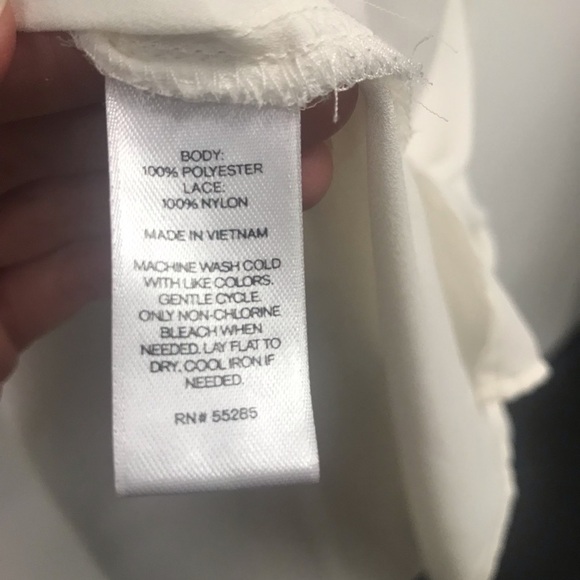 BODY:
100% POLYESTER
LACE:
100% NYLON
MADE IN VIETNAM
MACHINE WASH COLD
WITH LIKE COLORS.
GENTLE CYCLE.
ONLY NON-CHLORINE
BLEACH WHEN
NEEDED. LAY FLAT TO
DRY. COOL IRON IF
NEEDED.
RN# 55285